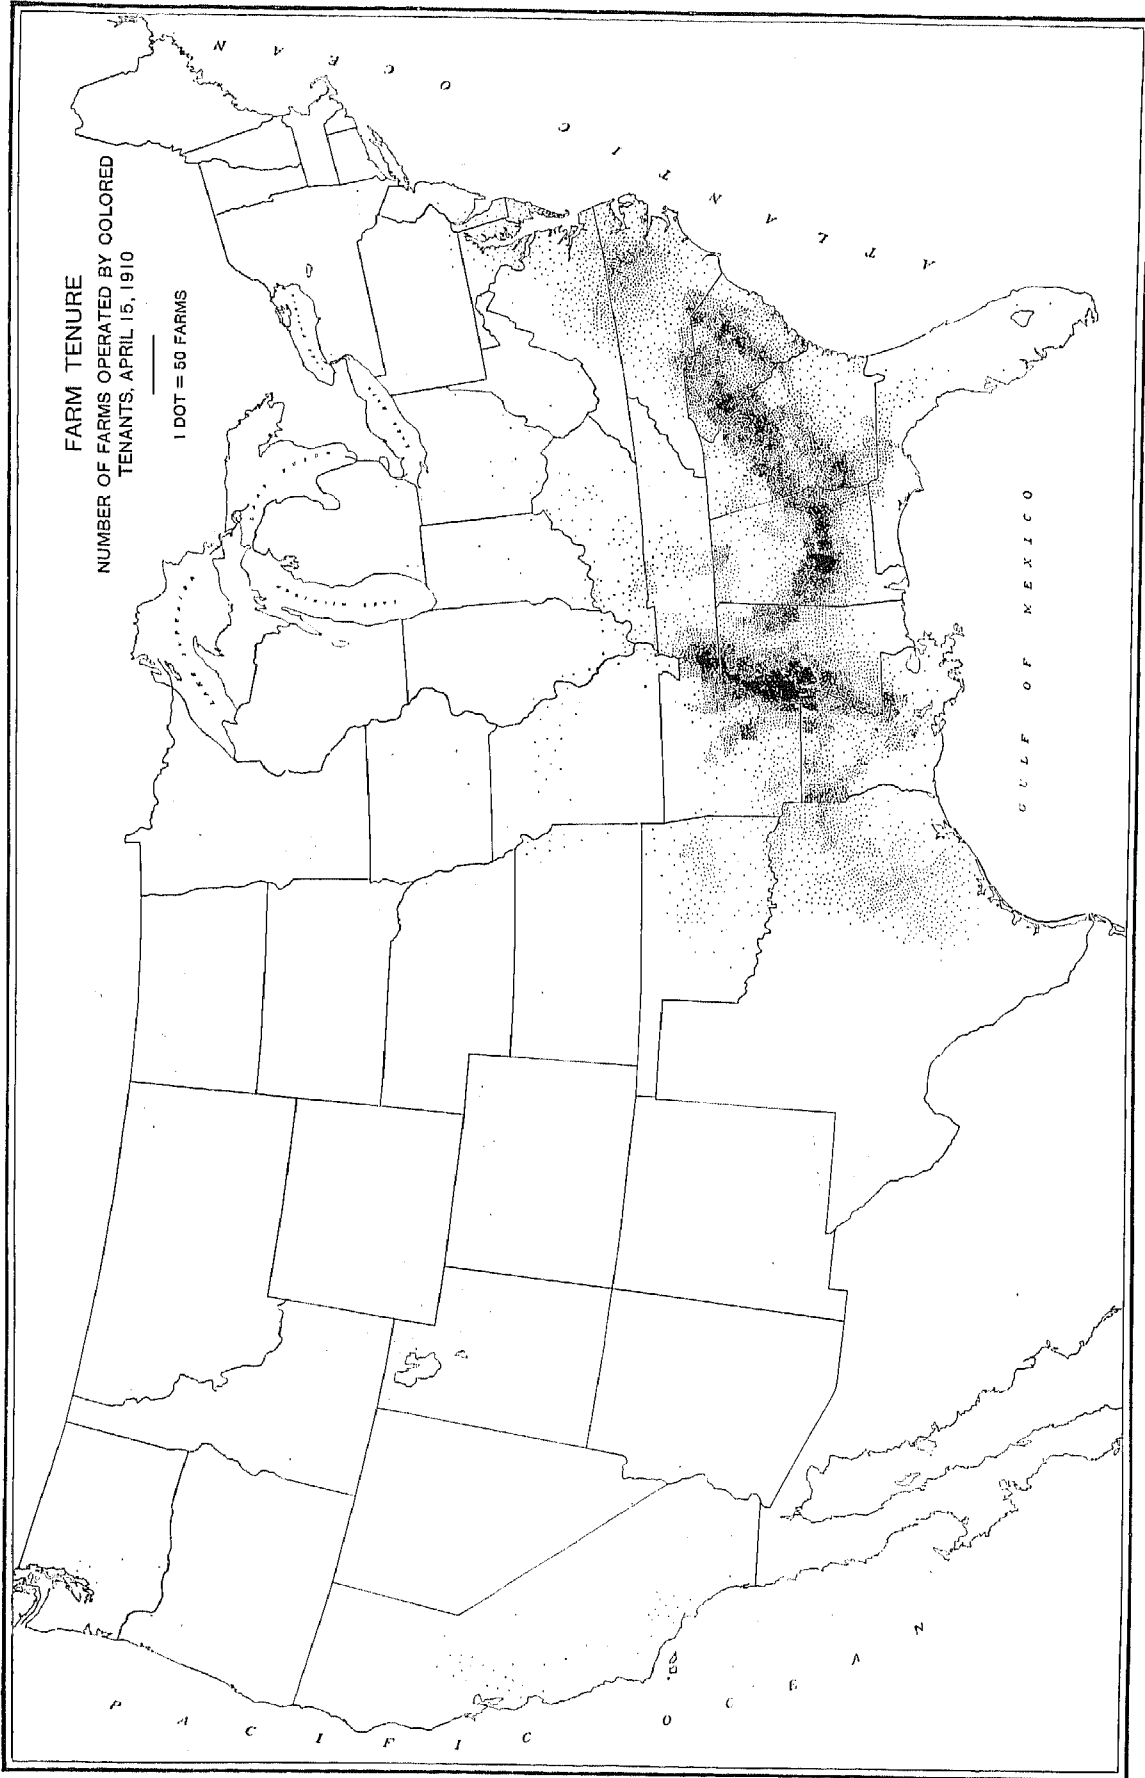 FARM TENURE
NUMBER OF FARMS OPERATED BY COLORED
TENANTS, APRIL 15, 1910
1 DOT = 50 FARMS
ATLANTIC OCEAN
GULF OF MEXICO
PACIFIC OCEAN
LAKE